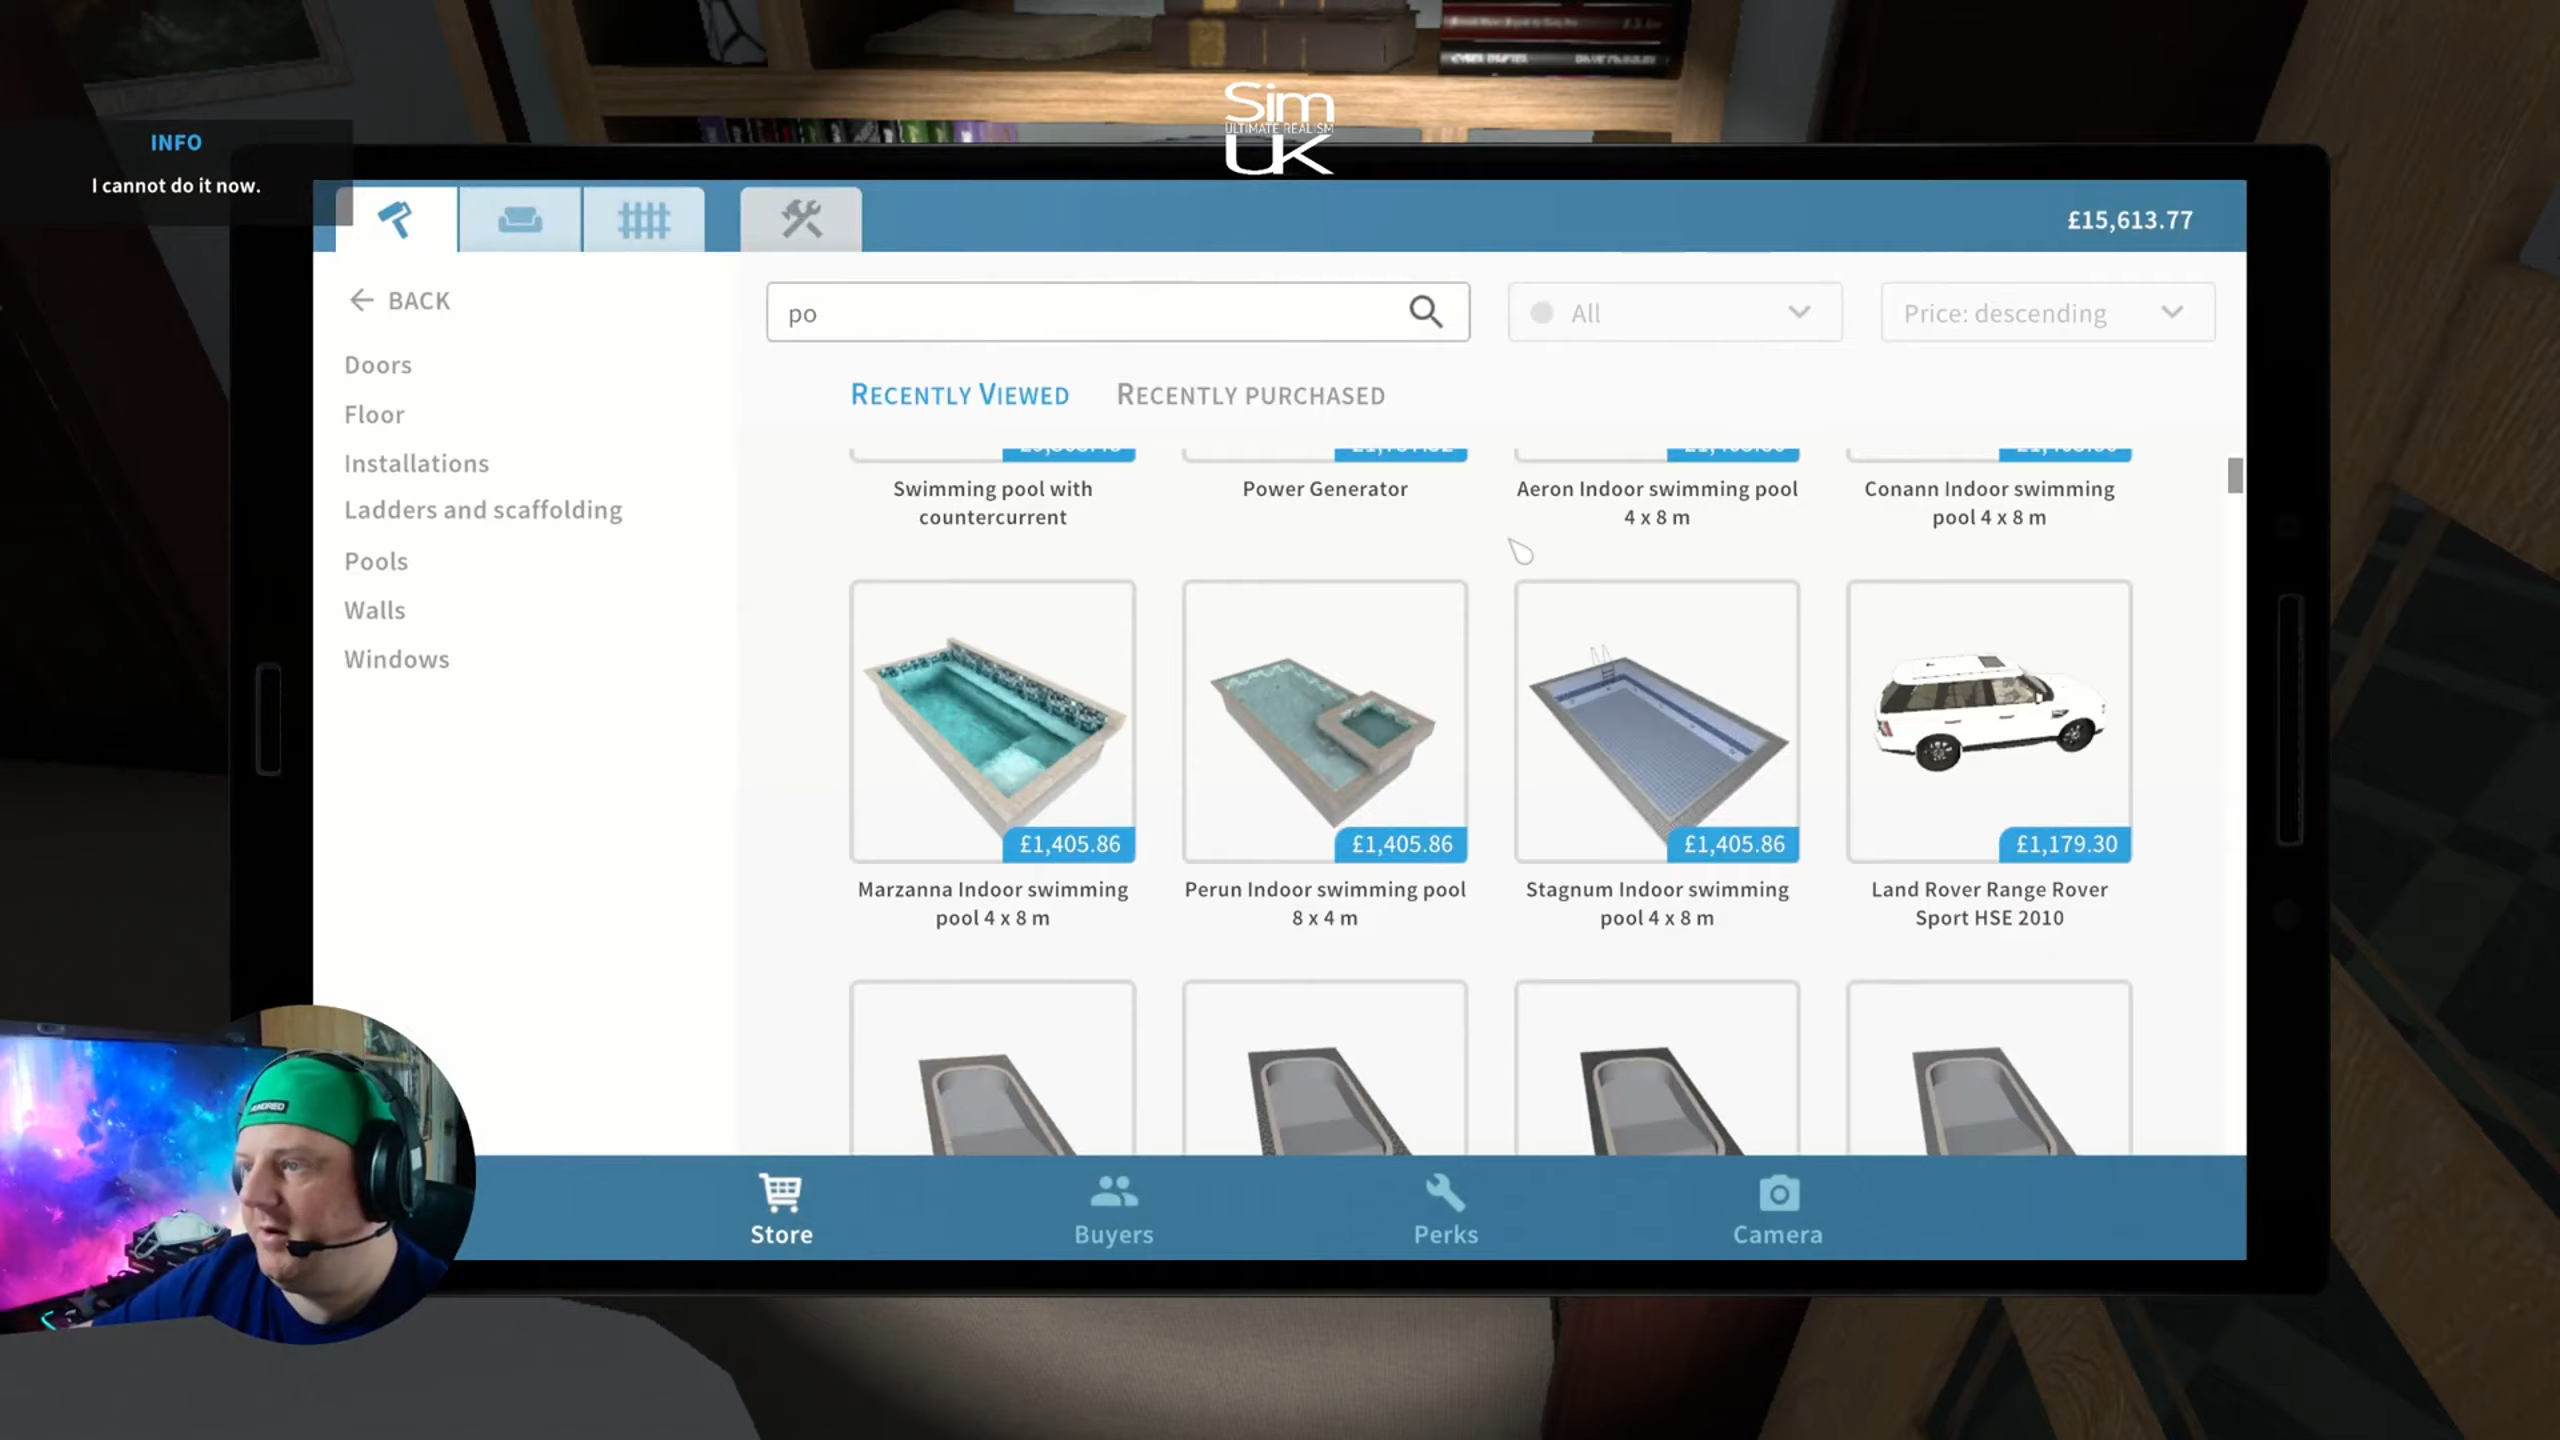 Sim
ULTIMATE REALISM
UK
INFO
I cannot do it now.
£15,613.77
BACK
po
All
Price: descending
Doors
Floor
Installations
Ladders and scaffolding
Pools
Walls
Windows
RECENTLY VIEWED
RECENTLY PURCHASED
Swimming pool with
countercurrent
Power Generator
Aeron Indoor swimming pool
4 x 8 m
Conann Indoor swimming
pool 4 x 8 m
£1,405.86
£1,405.86
£1,405.86
£1,179.30
Marzanna Indoor swimming
pool 4 x 8 m
Perun Indoor swimming pool
8 x 4 m
Stagnum Indoor swimming
pool 4 x 8 m
Land Rover Range Rover
Sport HSE 2010
Store
Buyers
Perks
Camera